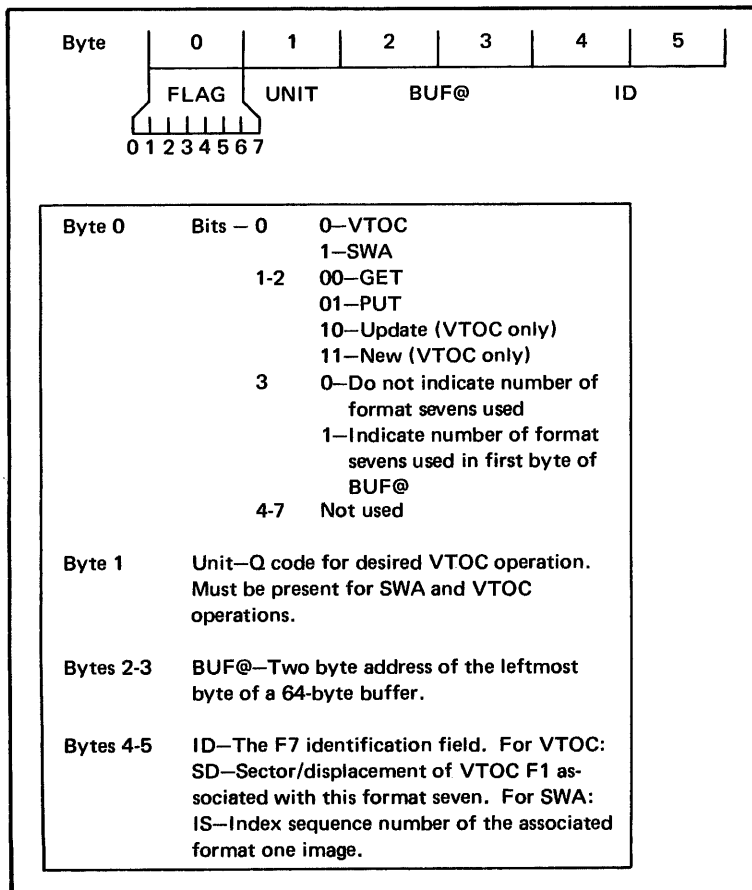 Byte 0 1 2 3 4 5
FLAG UNIT BUF@ ID
0 1 2 3 4 5 6 7
Byte 0 Bits — 0 0—VTOC
1—SWA
1-2 00—GET
01—PUT
10—Update (VTOC only)
11—New (VTOC only)
3 0—Do not indicate number of
format sevens used
1—Indicate number of format
sevens used in first byte of
BUF@
4-7 Not used
Byte 1 Unit—Q code for desired VTOC operation.
Must be present for SWA and VTOC
operations.
Bytes 2-3 BUF@—Two byte address of the leftmost
byte of a 64-byte buffer.
Bytes 4-5 ID—The F7 identification field. For VTOC:
SD—Sector/displacement of VTOC F1 as-
sociated with this format seven. For SWA:
IS—Index sequence number of the associated
format one image.